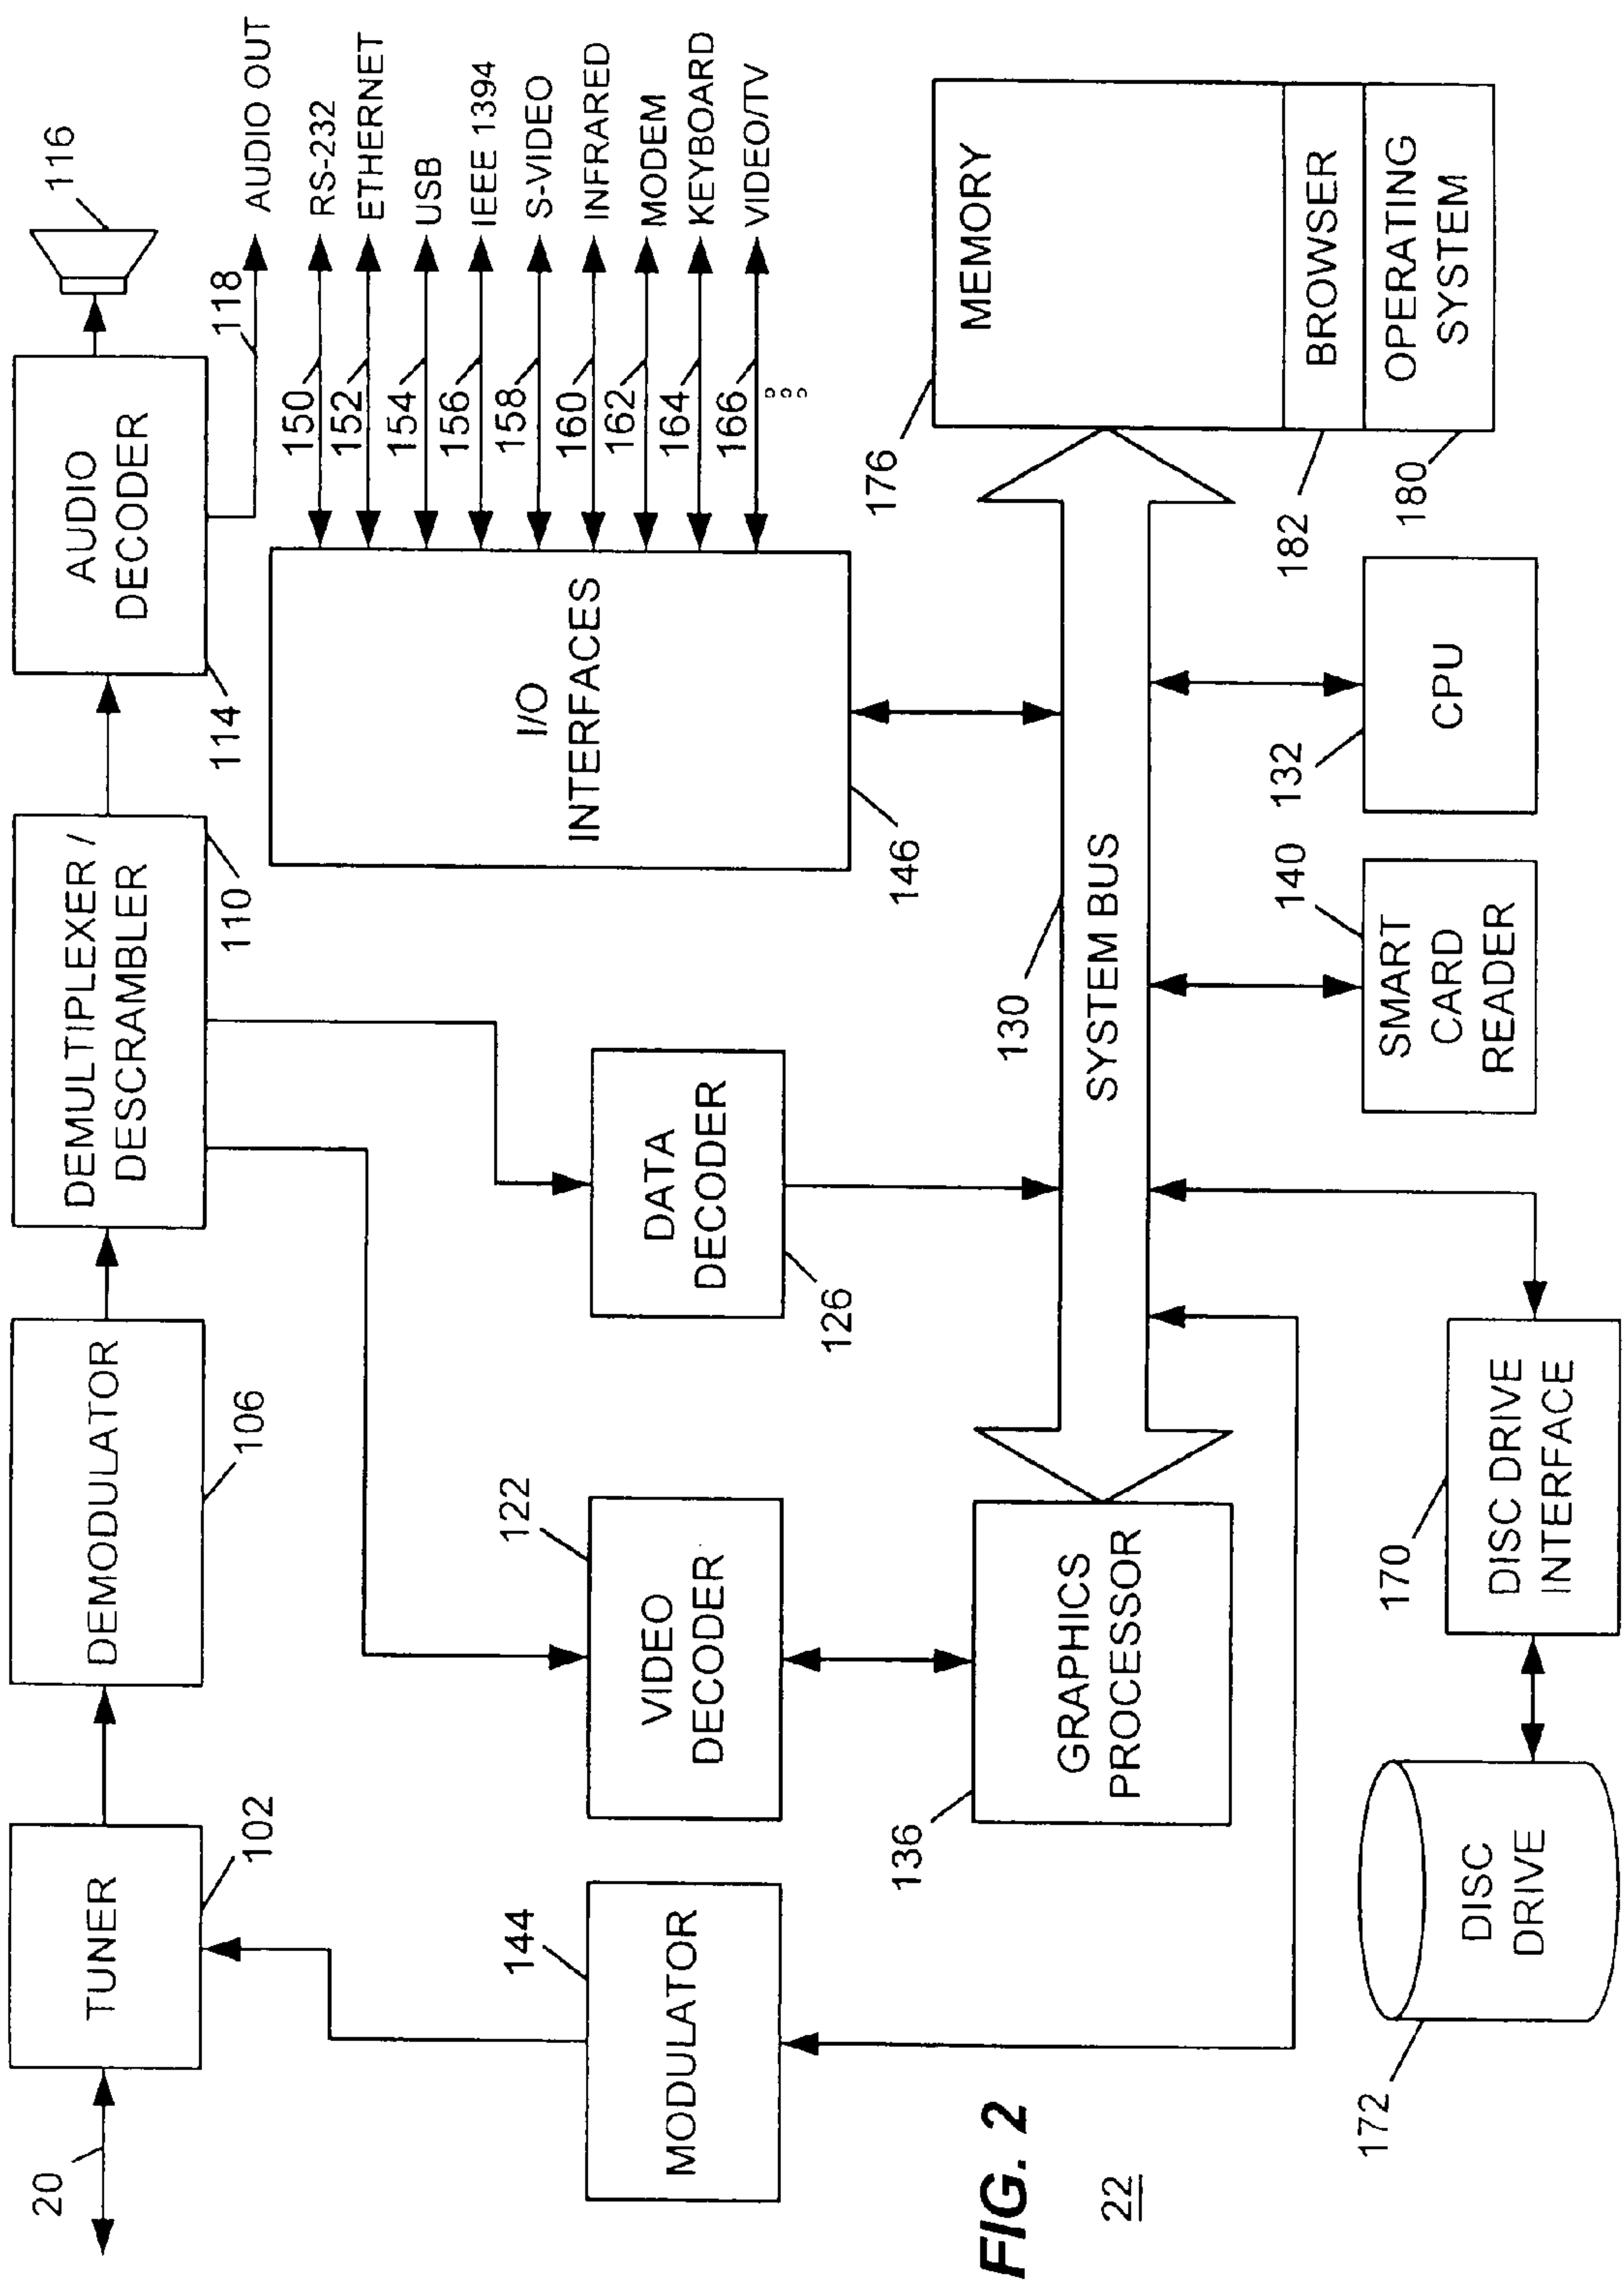 20
TUNER
102
DEMODULATOR
106
DEMULTIPLEXER /
DESCRAMBLER
110
AUDIO
DECODER
114
116
118
AUDIO OUT
150
RS-232
152
ETHERNET
154
USB
156
IEEE 1394
158
S-VIDEO
160
INFRARED
162
MODEM
164
KEYBOARD
166
VIDEO/TV
I/O
INTERFACES
146
144
MODULATOR
122
VIDEO
DECODER
DATA
DECODER
126
136
GRAPHICS
PROCESSOR
130
SYSTEM BUS
176
MEMORY
BROWSER
182
OPERATING
SYSTEM
180
172
DISC
DRIVE
170
DISC DRIVE
INTERFACE
140
SMART
CARD
READER
132
CPU
FIG. 2
22